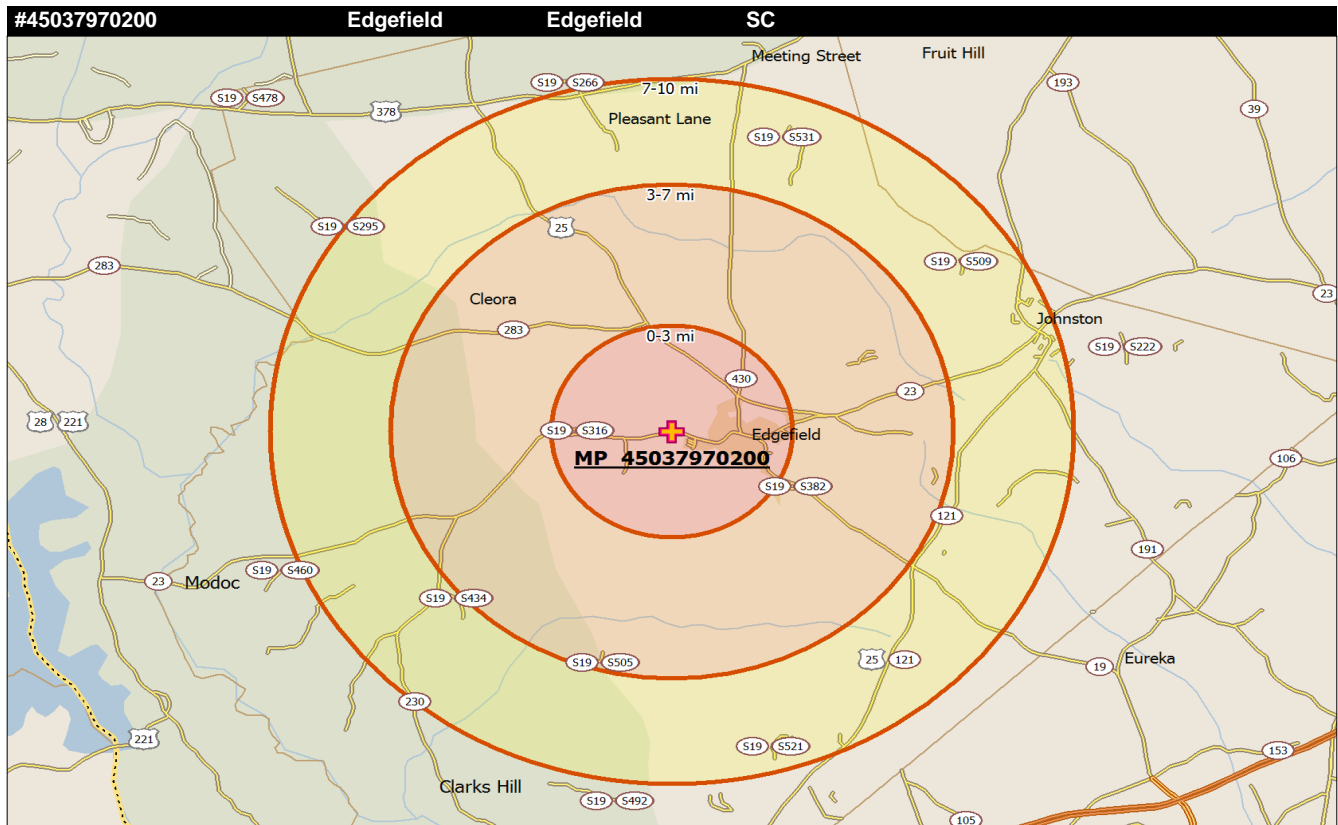 #45037970200 Edgefield Edgefield SC
Meeting Street Fruit Hill
S19 S266 193
7-10 mi
S19 S478 39
378
Pleasant Lane
S19 S531
3-7 mi
S19 S295 25
S19 S509
283
23
Cleora
Johnston
283
0-3 mi
S19 S222
430
23
28 221
S19 S316 Edgefield
MP 45037970200
106
S19 S382
121
191
23 Modoc S19 S460
S19 S434
S19 S505 25 121 19 Eureka
230
221
S19 S521 153
Clarks Hill
S19 S492
105